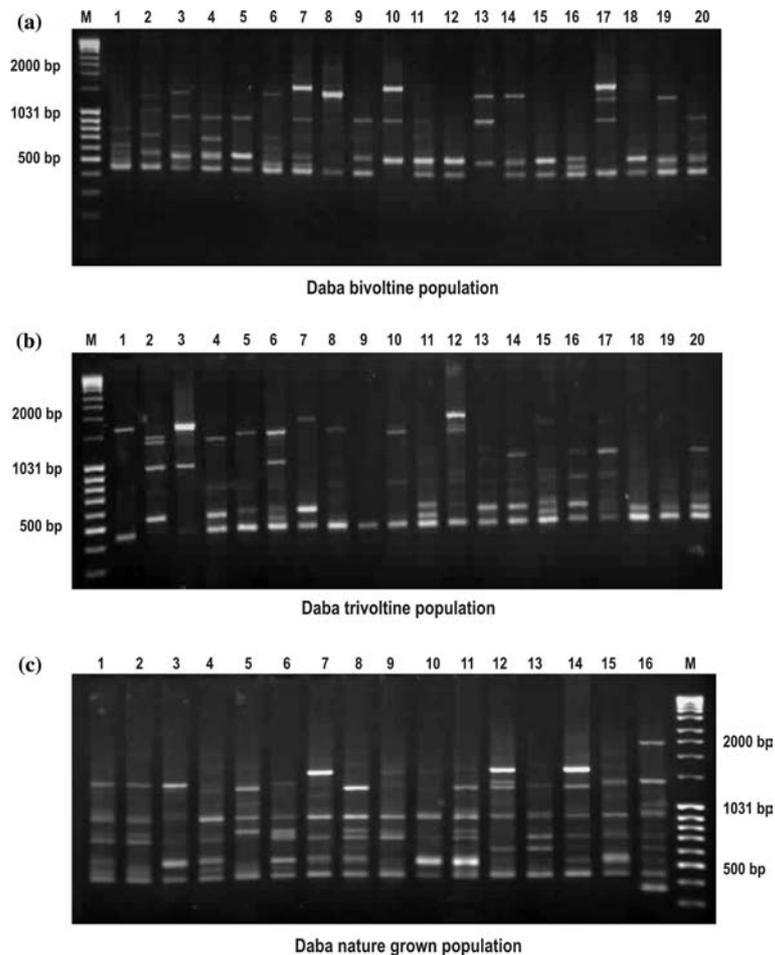 (a)
M 1 2 3 4 5 6 7 8 9 10 11 12 13 14 15 16 17 18 19 20
2000 bp
1031 bp
500 bp
Daba bivoltine population
(b)
M 1 2 3 4 5 6 7 8 9 10 11 12 13 14 15 16 17 18 19 20
2000 bp
1031 bp
500 bp
Daba trivoltine population
(c)
1 2 3 4 5 6 7 8 9 10 11 12 13 14 15 16 M
2000 bp
1031 bp
500 bp
Daba nature grown population